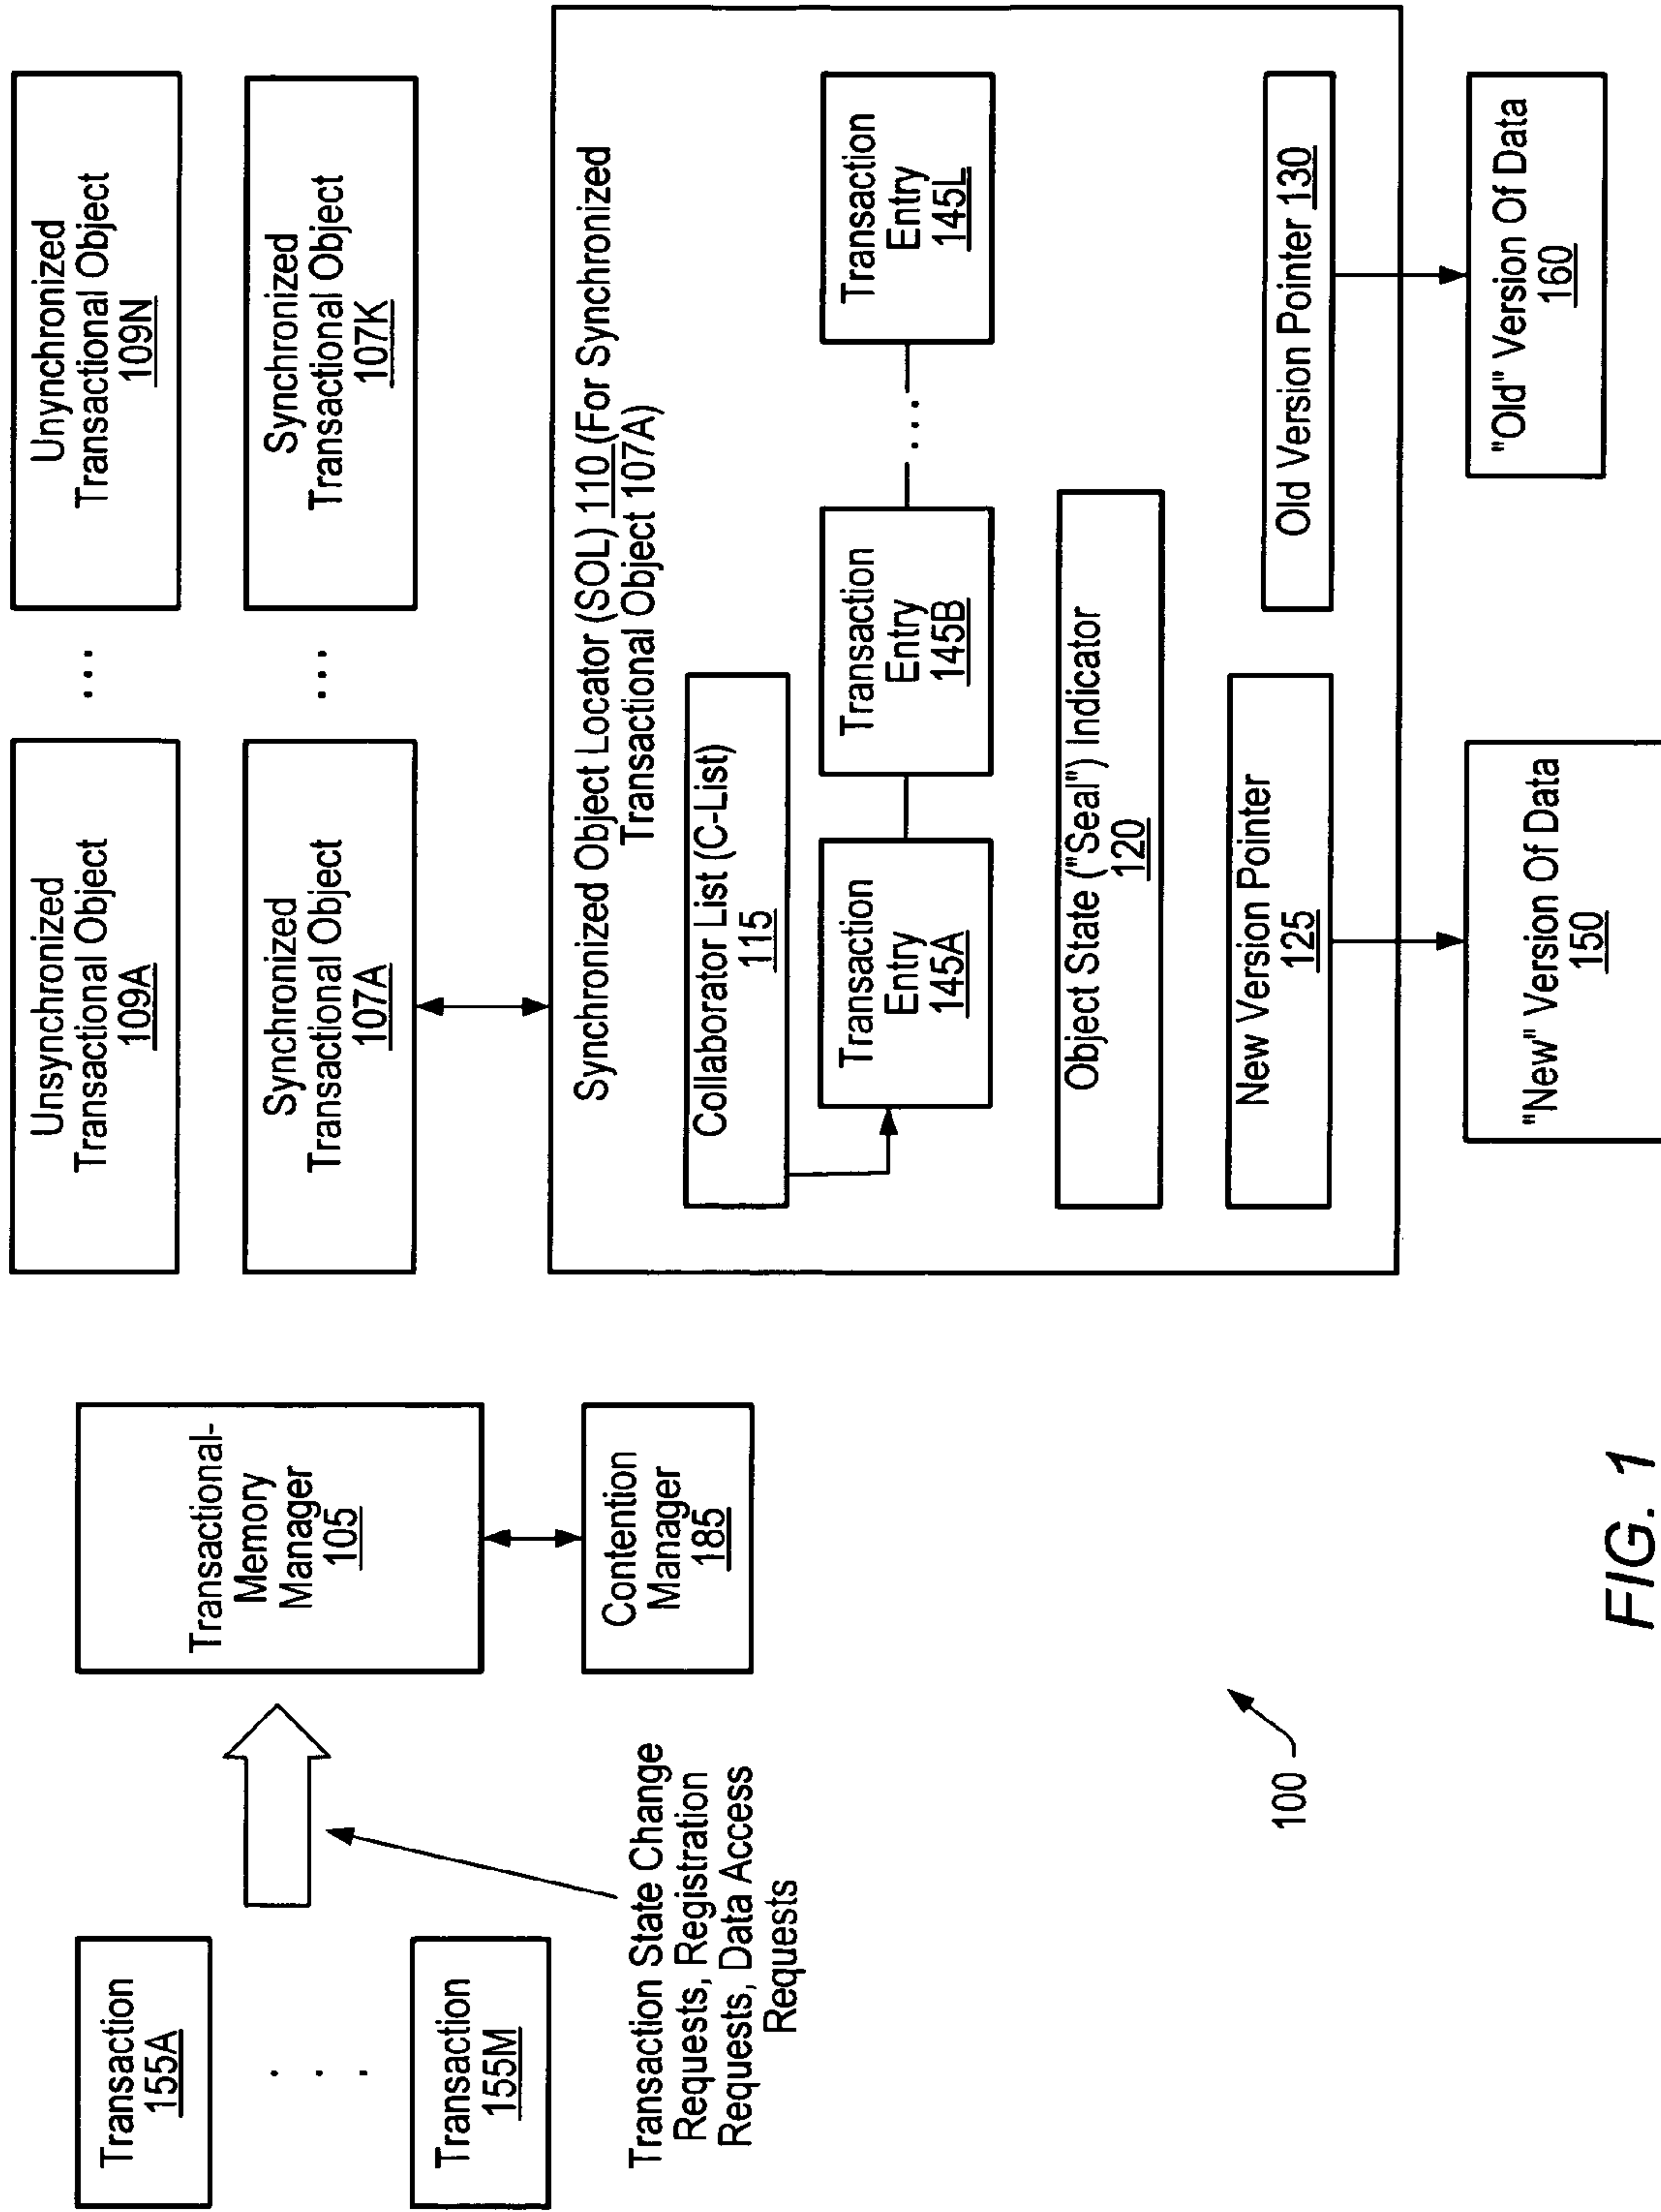 Transaction
155A
.
.
.
Transaction
155M
Transaction State Change
Requests, Registration
Requests, Data Access
Requests
Transactional-
Memory
Manager
105
Contention
Manager
185
100
Unsynchronized
Transactional Object
109A
...
Unynchronized
Transactional Object
109N
Synchronized
Transactional Object
107A
...
Synchronized
Transactional Object
107K
Synchronized Object Locator (SOL) 110 (For Synchronized
Transactional Object 107A)
Collaborator List (C-List)
115
Transaction
Entry
145A
Transaction
Entry
145B
...
Transaction
Entry
145L
Object State ("Seal") Indicator
120
New Version Pointer
125
Old Version Pointer 130
"New" Version Of Data
150
"Old" Version Of Data
160
FIG. 1